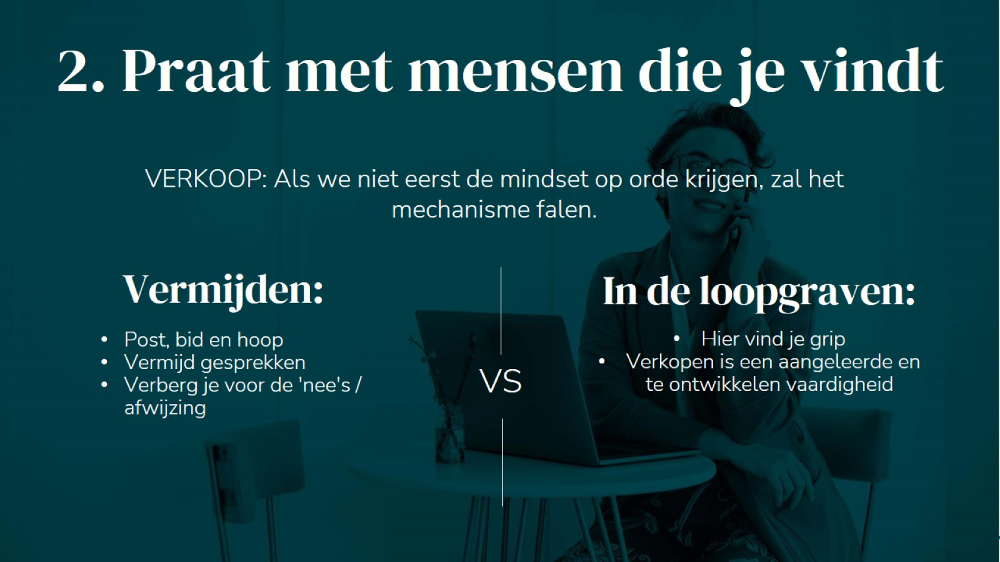 2. Praat met mensen die je vindt
VERKOOP: Als we niet eerst de mindset op orde krijgen, zal het
mechanisme falen.
Vermijden:
• Post, bid en hoop
• Vermijd gesprekken
• Verberg je voor de 'nee's /
afwijzing
VS
In de loopgraven:
• Hier vind je grip
• Verkopen is een aangeleerde en
te ontwikkelen vaardigheid